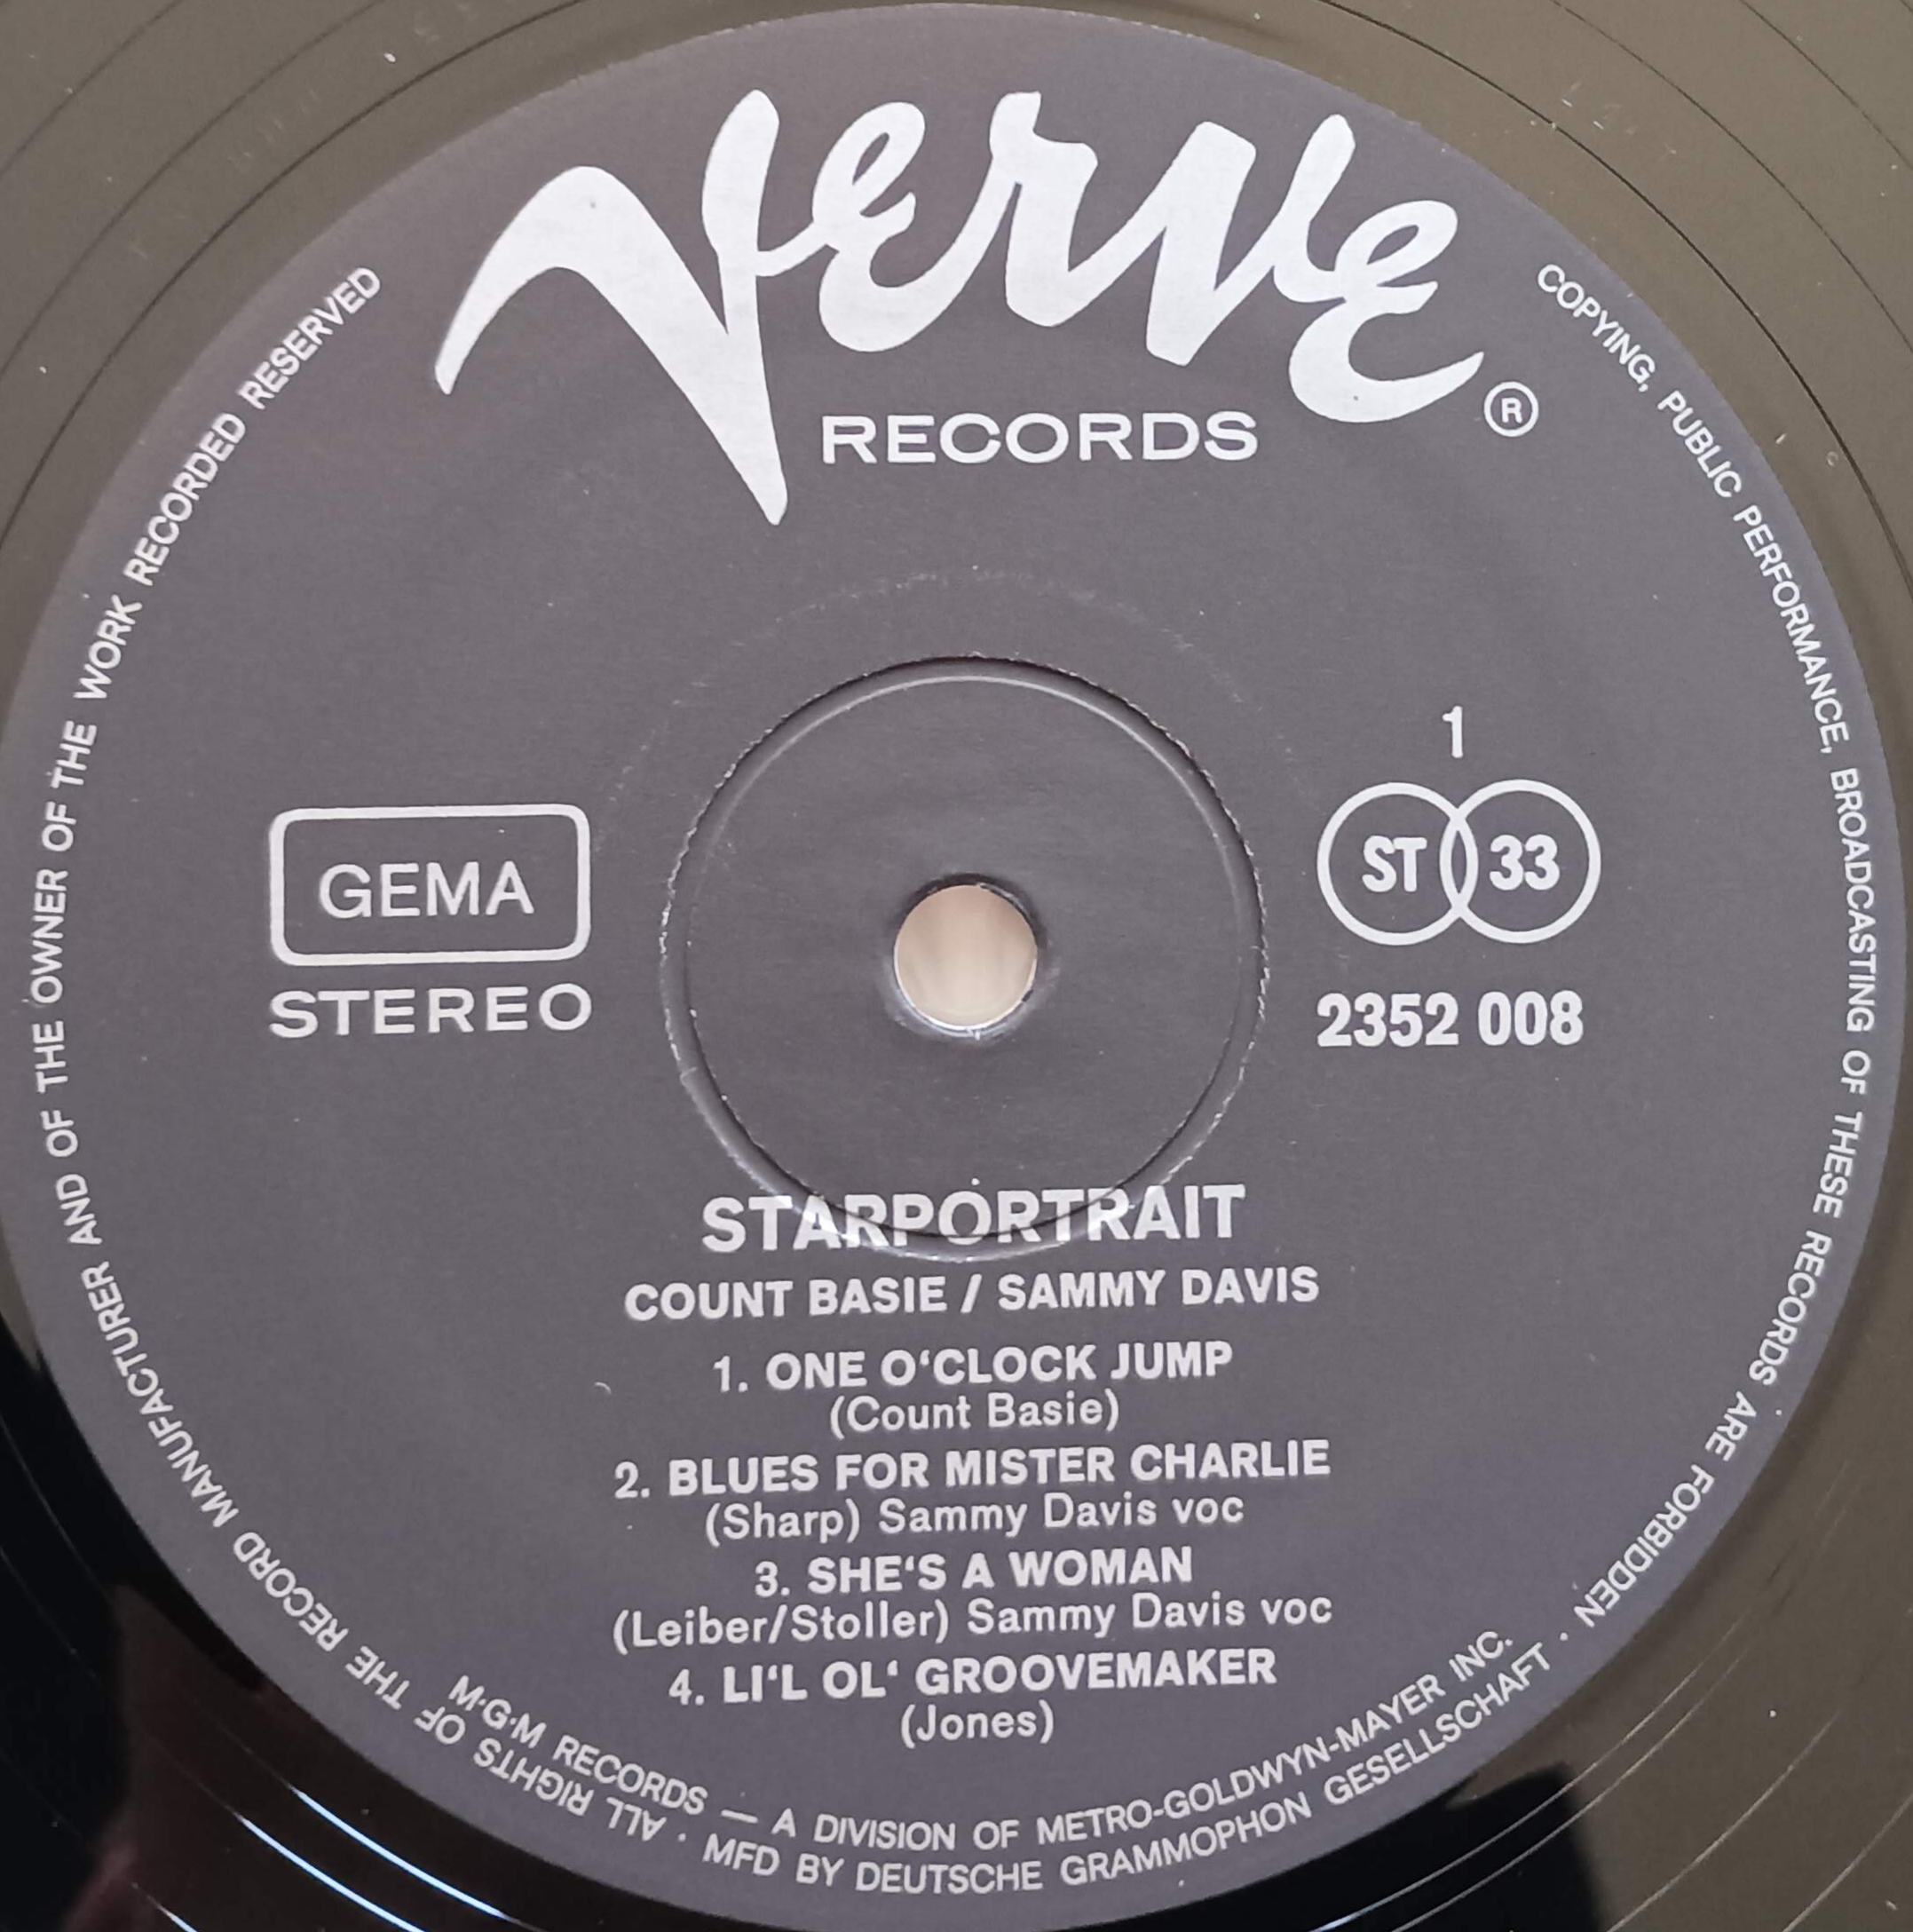 Verve
RECORDS
®
1
GEMA
ST 33
STEREO
2352 008
STARPORTRAIT
COUNT BASIE / SAMMY DAVIS
1. ONE O‘CLOCK JUMP
(Count Basie)
2. BLUES FOR MISTER CHARLIE
(Sharp) Sammy Davis voc
3. SHE‘S A WOMAN
(Leiber/Stoller) Sammy Davis voc
4. LI‘L OL‘ GROOVEMAKER
(Jones)
M·G·M RECORDS — A DIVISION OF METRO-GOLDWYN-MAYER INC.
MFD BY DEUTSCHE GRAMMOPHON GESELLSCHAFT ·
ALL RIGHTS OF THE RECORD MANUFACTURER AND OF THE OWNER OF THE WORK RECORDED RESERVED
COPYING, PUBLIC PERFORMANCE, BROADCASTING OF THESE RECORDS ARE FORBIDDEN